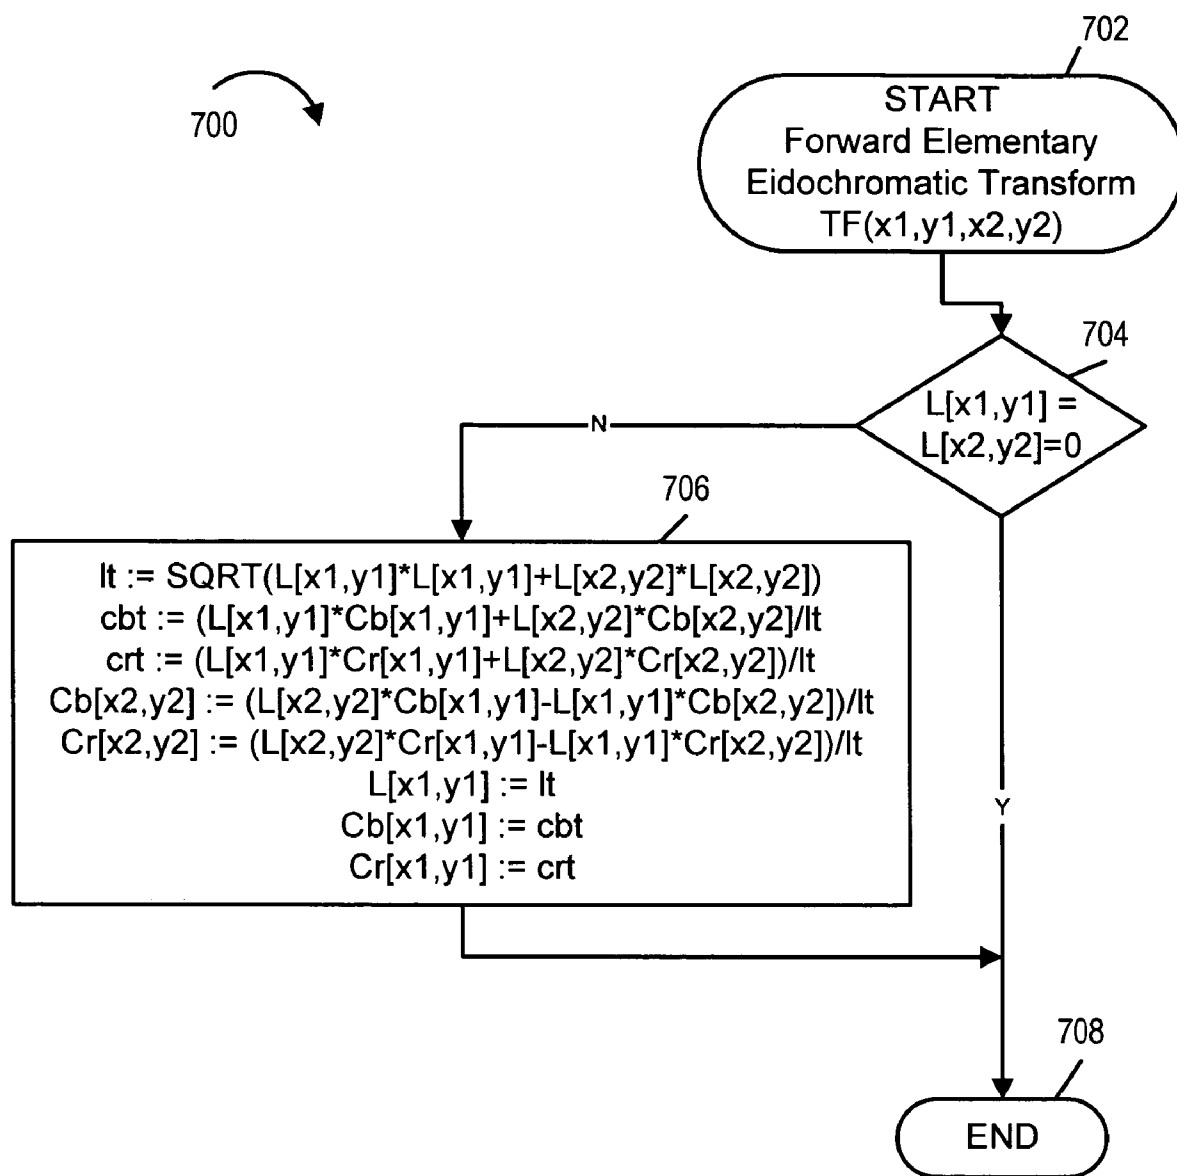 702
START
Forward Elementary
Eidochromatic Transform
TF(x1,y1,x2,y2)
700
704
L[x1,y1] =
L[x2,y2]=0
N
706
lt := SQRT(L[x1,y1]*L[x1,y1]+L[x2,y2]*L[x2,y2])
cbt := (L[x1,y1]*Cb[x1,y1]+L[x2,y2]*Cb[x2,y2]/lt
crt := (L[x1,y1]*Cr[x1,y1]+L[x2,y2]*Cr[x2,y2])/lt
Cb[x2,y2] := (L[x2,y2]*Cb[x1,y1]-L[x1,y1]*Cb[x2,y2])/lt
Cr[x2,y2] := (L[x2,y2]*Cr[x1,y1]-L[x1,y1]*Cr[x2,y2])/lt
L[x1,y1] := lt
Cb[x1,y1] := cbt
Cr[x1,y1] := crt
Y
708
END